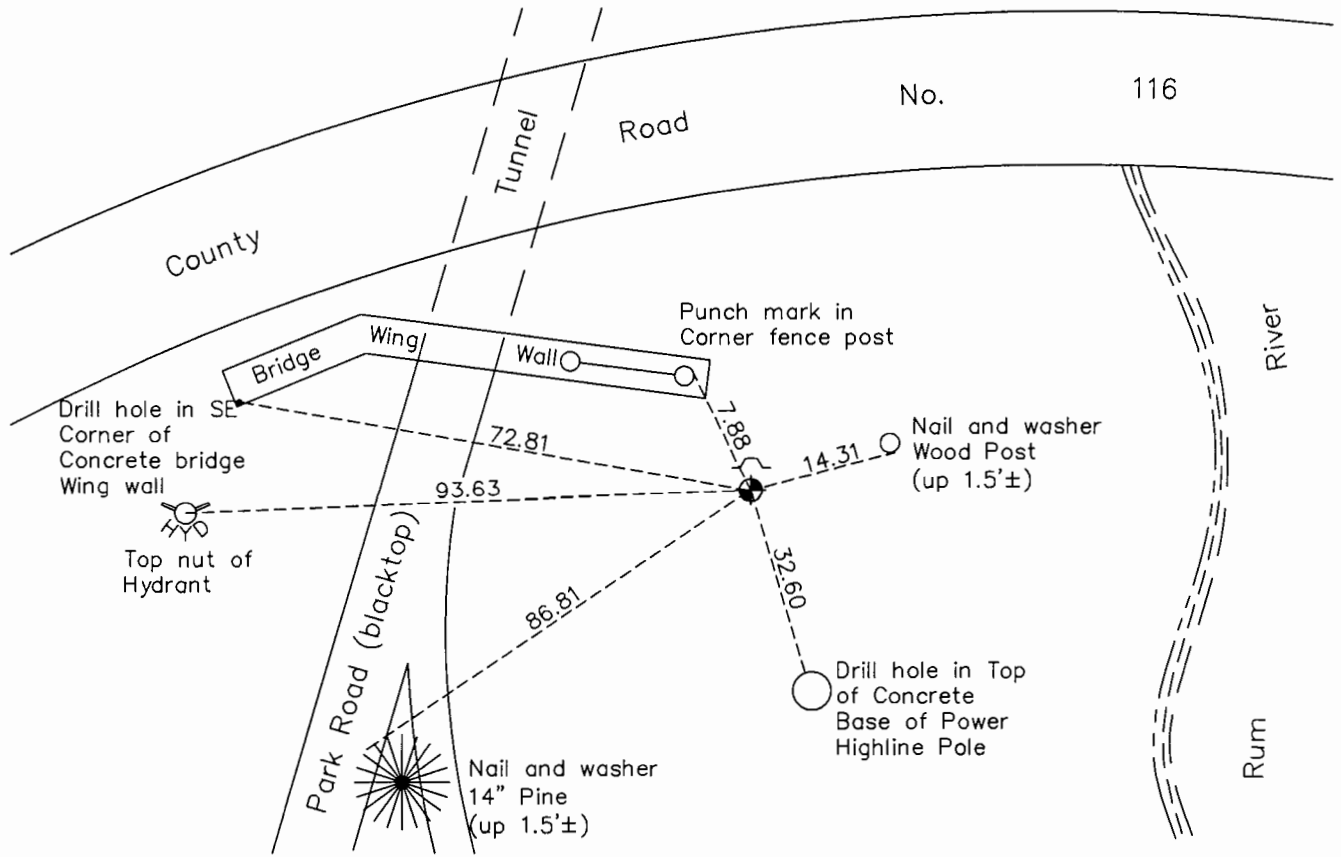 No. 116
Road
Tunnel
County
Punch mark in
Corner fence post
Bridge Wing Wall
River
Drill hole in SE
Corner of
Concrete bridge
Wing wall
7.88
72.81
14.31
Nail and washer
Wood Post
(up 1.5'±)
93.63
HYD
Top nut of
Hydrant
32.60
86.81
Park Road (blacktop)
Drill hole in Top
of Concrete
Base of Power
Highline Pole
Rum
Nail and washer
14" Pine
(up 1.5'±)